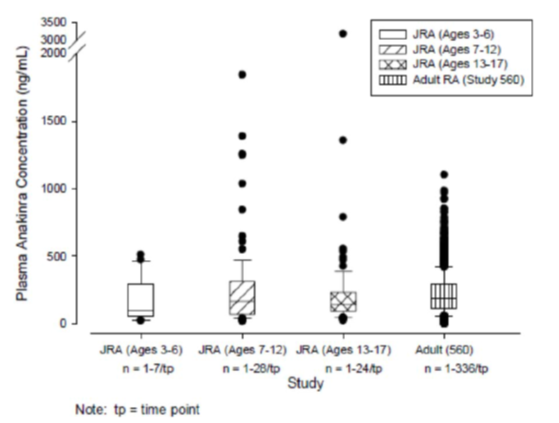 3500
3000
2000
1500
1000
500
0
Plasma Anakinra Concentration (ng/mL)
JRA (Ages 3-6)
JRA (Ages 7-12)
JRA (Ages 13-17)
Adult RA (Study 560)
JRA (Ages 3-6) JRA (Ages 7-12) JRA (Ages 13-17) Adult (560)
n = 1-7/tp n = 1-28/tp n = 1-24/tp n = 1-336/tp
Study
Note: tp = time point